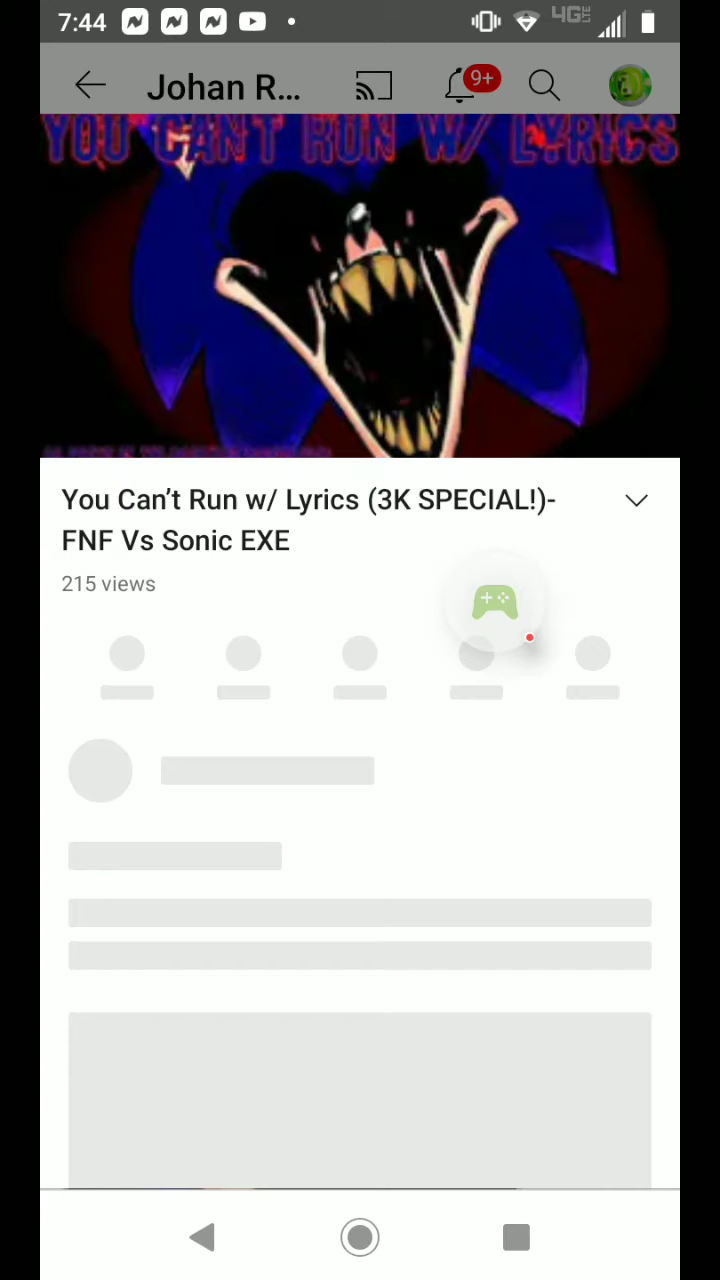 7:44
4G LTE
Johan R...
9+
YOU CAN'T RUN W/ LYRICS
You Can’t Run w/ Lyrics (3K SPECIAL!)-
FNF Vs Sonic EXE
215 views